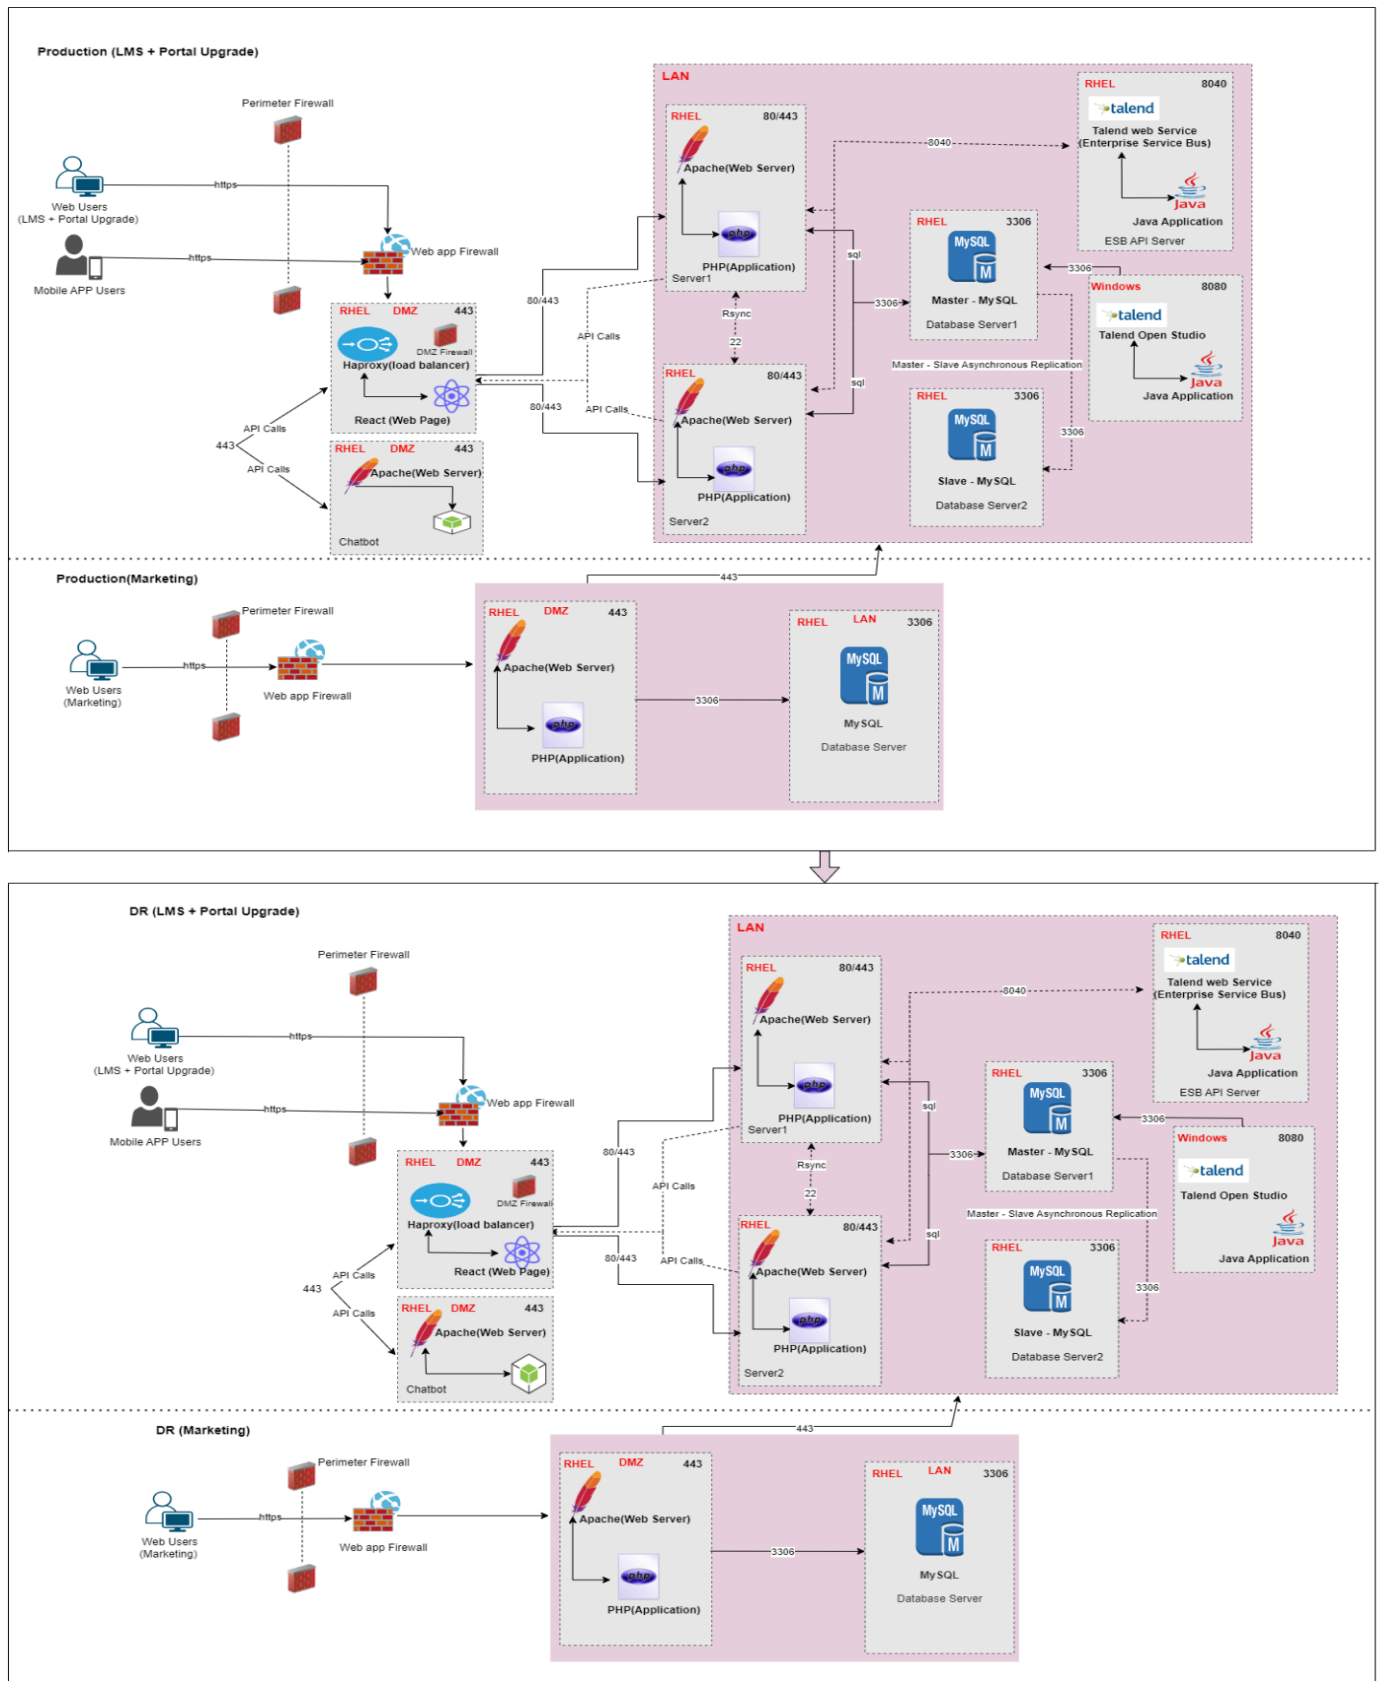 Production (LMS + Portal Upgrade)
Perimeter Firewall
https
Web Users
(LMS + Portal Upgrade)
https
Mobile APP Users
Web app Firewall
RHEL DMZ 443
DMZ Firewall
Haproxy(load balancer)
React (Web Page)
API Calls
443
API Calls
RHEL DMZ 443
Apache(Web Server)
Chatbot
80/443
80/443
API Calls
API Calls
LAN
RHEL 80/443
Apache(Web Server)
php
PHP(Application)
Server1
Rsync
22
RHEL 80/443
Apache(Web Server)
php
PHP(Application)
Server2
8040
sql
3306
sql
RHEL 8040
talend
Talend web Service
(Enterprise Service Bus)
Java
Java Application
ESB API Server
RHEL 3306
MySQL
M
Master - MySQL
Database Server1
3306
Windows 8080
talend
Talend Open Studio
Java
Java Application
Master - Slave Asynchronous Replication
3306
RHEL 3306
MySQL
M
Slave - MySQL
Database Server2
Production(Marketing)
Perimeter Firewall
https
Web Users
(Marketing)
Web app Firewall
443
RHEL DMZ 443
Apache(Web Server)
php
PHP(Application)
3306
RHEL LAN 3306
MySQL
M
MySQL
Database Server
DR (LMS + Portal Upgrade)
Perimeter Firewall
https
Web Users
(LMS + Portal Upgrade)
https
Mobile APP Users
Web app Firewall
RHEL DMZ 443
DMZ Firewall
Haproxy(load balancer)
React (Web Page)
API Calls
443
API Calls
RHEL DMZ 443
Apache(Web Server)
Chatbot
80/443
80/443
API Calls
API Calls
LAN
RHEL 80/443
Apache(Web Server)
php
PHP(Application)
Server1
Rsync
22
RHEL 80/443
Apache(Web Server)
php
PHP(Application)
Server2
8040
sql
3306
sql
RHEL 8040
talend
Talend web Service
(Enterprise Service Bus)
Java
Java Application
ESB API Server
RHEL 3306
MySQL
M
Master - MySQL
Database Server1
3306
Windows 8080
talend
Talend Open Studio
Java
Java Application
Master - Slave Asynchronous Replication
3306
RHEL 3306
MySQL
M
Slave - MySQL
Database Server2
DR (Marketing)
Perimeter Firewall
https
Web Users
(Marketing)
Web app Firewall
443
RHEL DMZ 443
Apache(Web Server)
php
PHP(Application)
3306
RHEL LAN 3306
MySQL
M
MySQL
Database Server